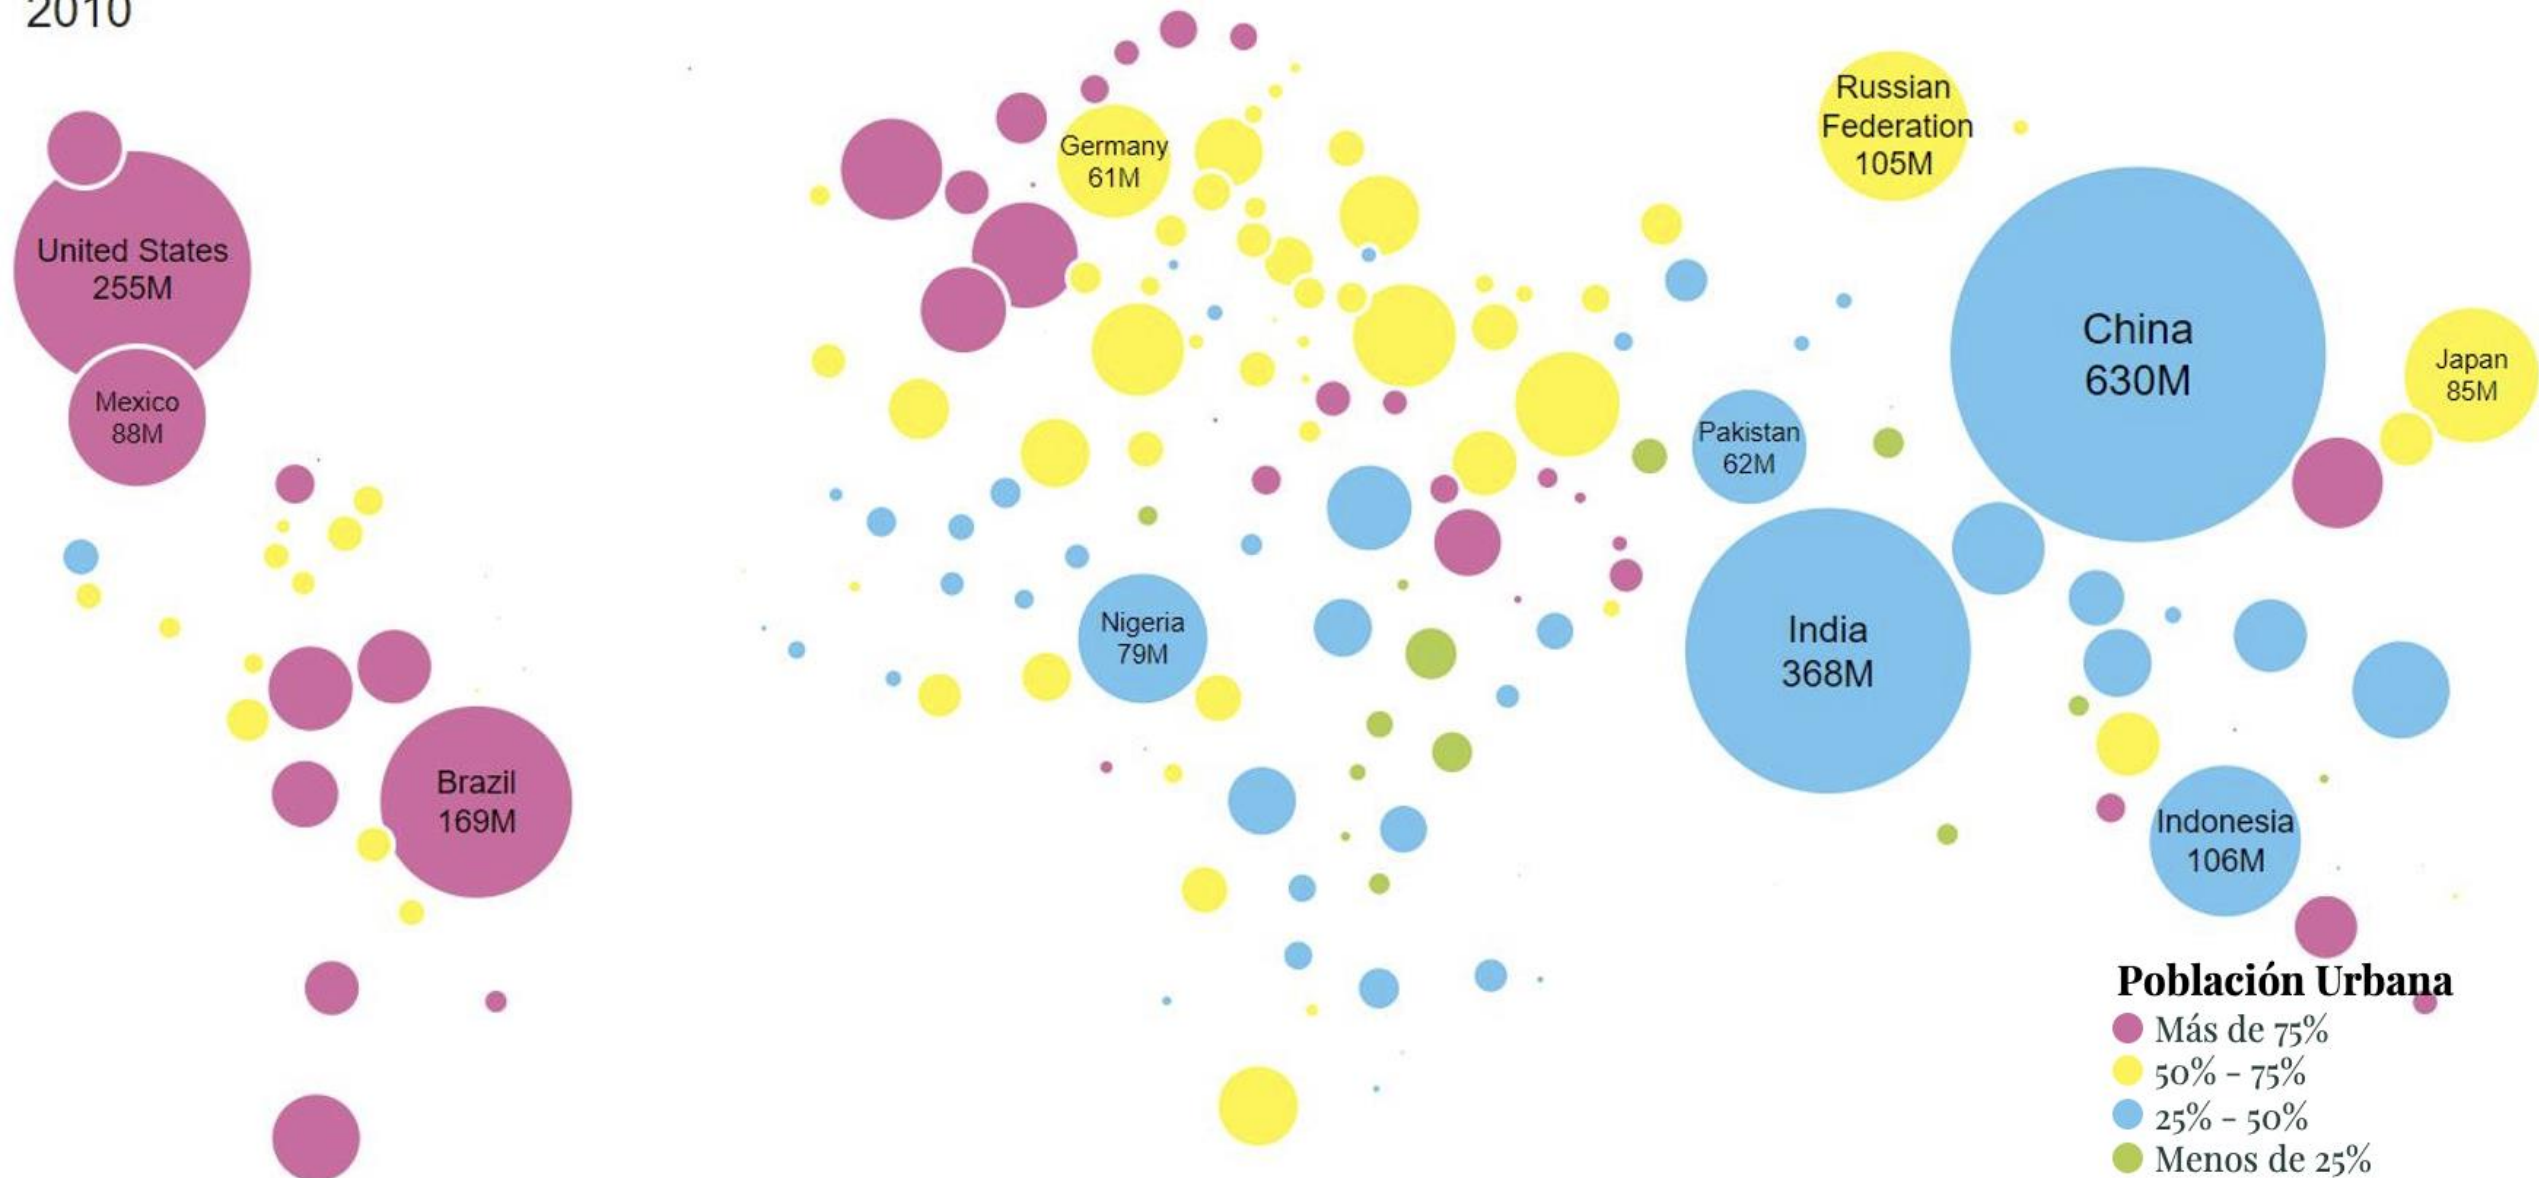 2010
United States
255M
Mexico
88M
Brazil
169M
Germany
61M
Nigeria
79M
Russian
Federation
105M
China
630M
Japan
85M
Pakistan
62M
India
368M
Indonesia
106M
Población Urbana
Más de 75%
50% - 75%
25% - 50%
Menos de 25%